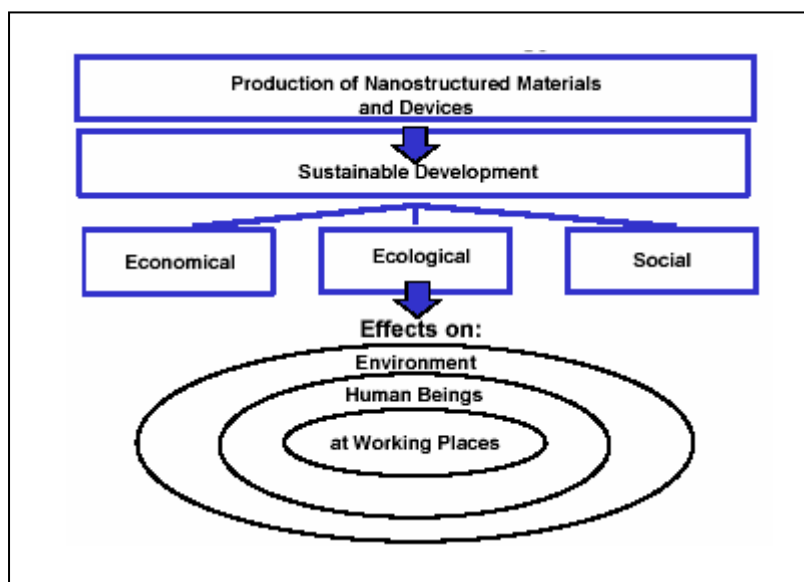 Production of Nanostructured Materials
and Devices
Sustainable Development
Economical
Ecological
Social
Effects on:
Environment
Human Beings
at Working Places